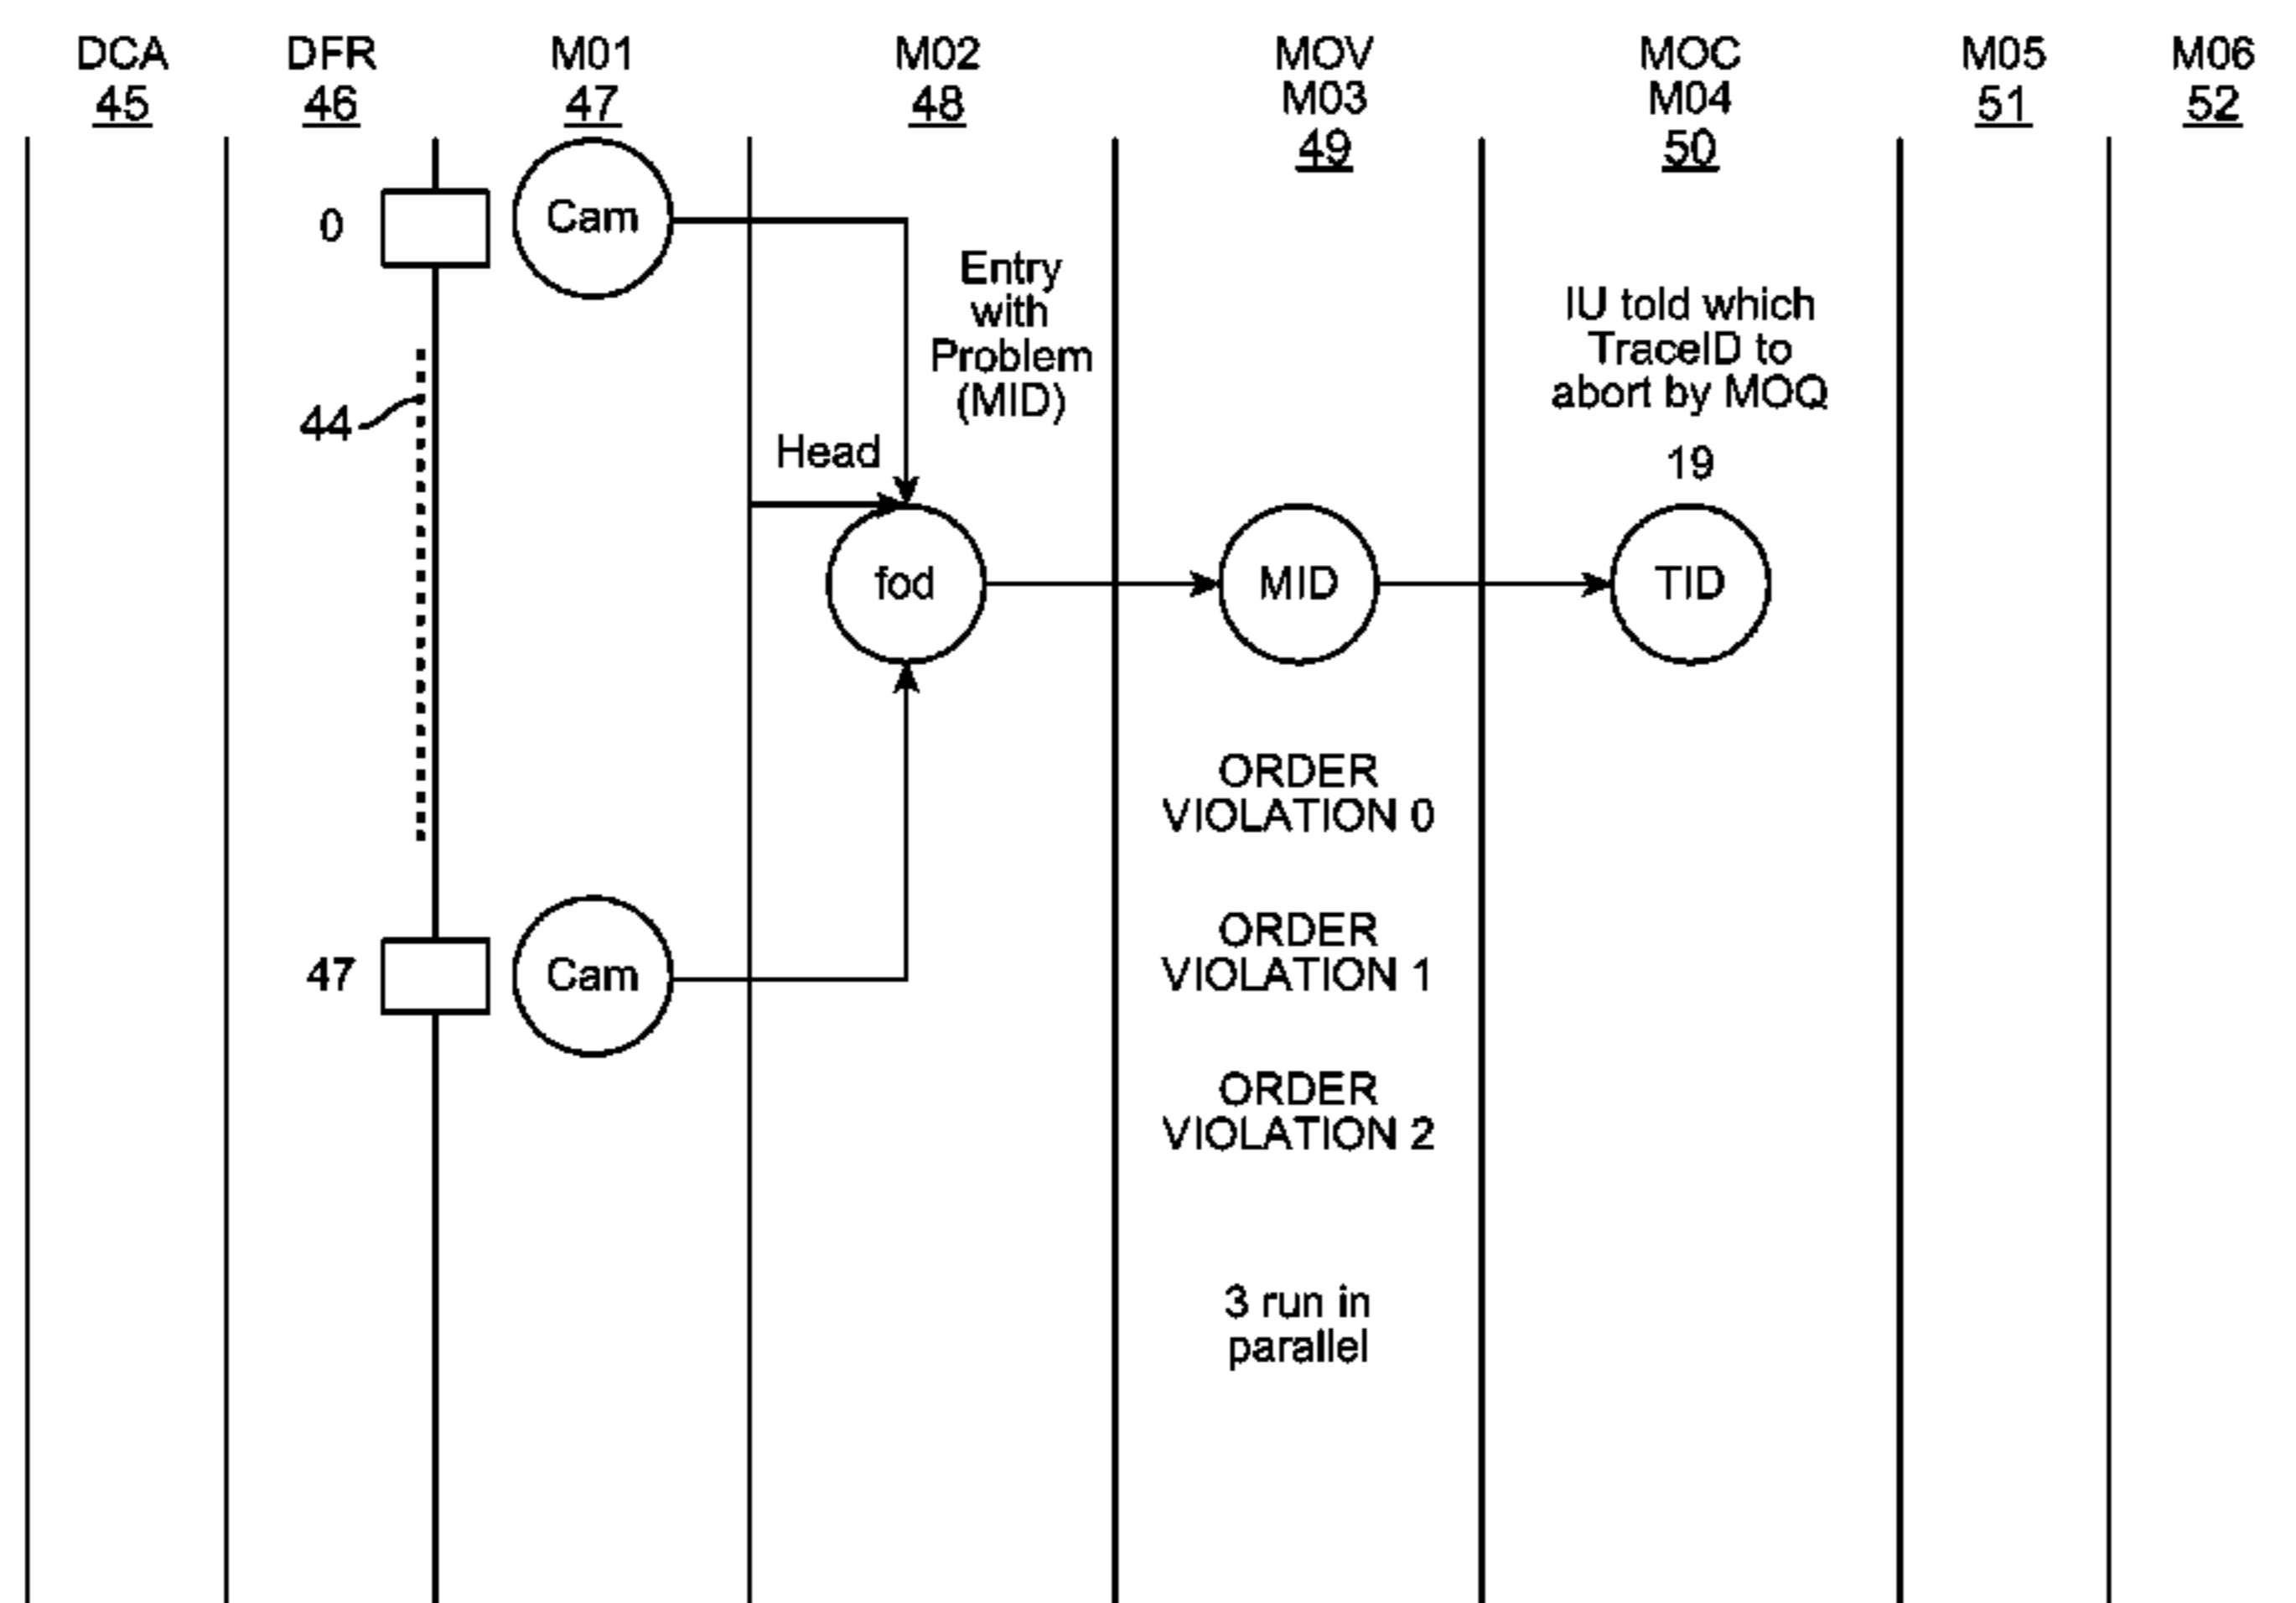 DCA
45
DFR
46
M01
47
M02
48
MOV
M03
49
MOC
M04
50
M05
51
M06
52
0
Cam
Entry
with
Problem
(MID)
IU told which
TraceID to
abort by MOQ
44
Head
19
fod
MID
TID
ORDER
VIOLATION 0
47
Cam
ORDER
VIOLATION 1
ORDER
VIOLATION 2
3 run in
parallel